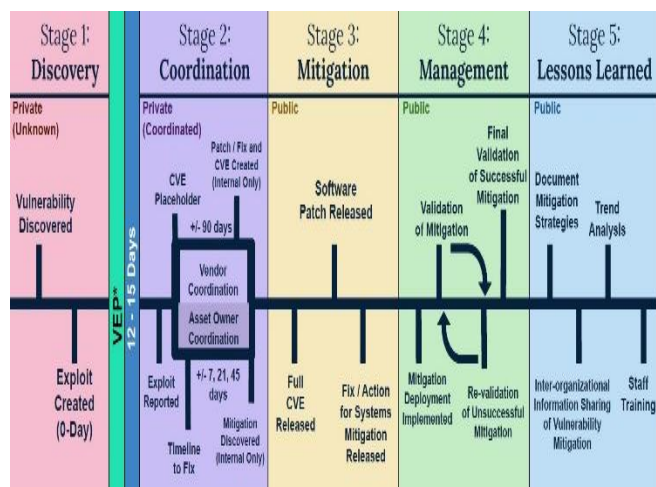 Stage 1:
Discovery
Private
(Unknown)
Vulnerability
Discovered
Exploit
Created
(0-Day)
VEP*
12 - 15 Days
Stage 2:
Coordination
Private
(Coordinated)
Patch / Fix and
CVE Created
(Internal Only)
CVE
Placeholder
+/- 90 days
Vendor
Coordination
Asset Owner
Coordination
+/- 7, 21, 45
days
Exploit
Reported
Timeline
to Fix
Mitigation
Discovered
(Internal Only)
Stage 3:
Mitigation
Public
Software
Patch Released
Full
CVE
Released
Fix / Action
for Systems
Mitigation
Released
Stage 4:
Management
Public
Final
Validation
of Successful
Mitigation
Validation
of Mitigation
Mitigation
Deployment
Implemented
Re-validation
of Unsuccessful
Mitigation
Stage 5:
Lessons Learned
Public
Document
Mitigation
Strategies
Trend
Analysis
Inter-organizational
Information Sharing
of Vulnerability
Mitigation
Staff
Training